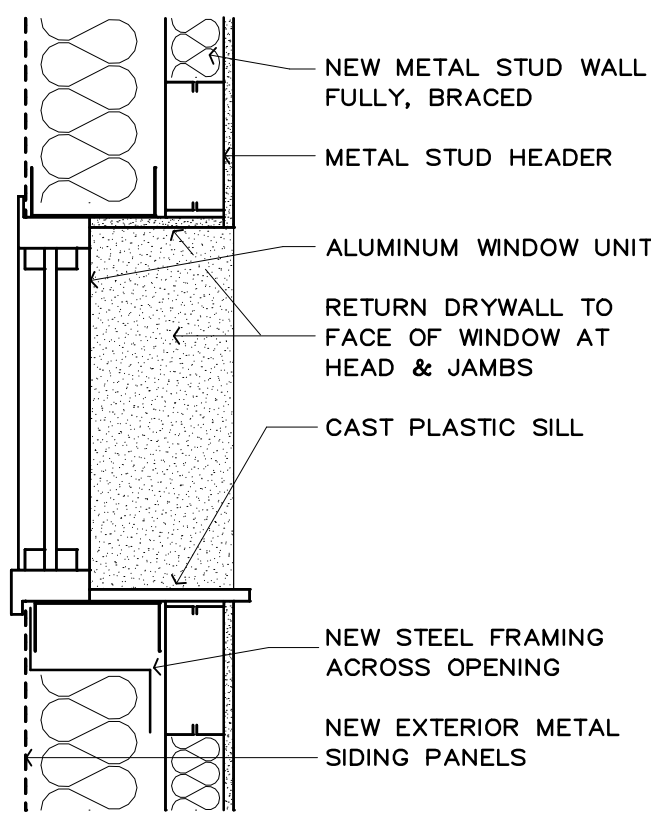 NEW METAL STUD WALL
FULLY, BRACED
METAL STUD HEADER
ALUMINUM WINDOW UNIT
RETURN DRYWALL TO
FACE OF WINDOW AT
HEAD & JAMBS
CAST PLASTIC SILL
NEW STEEL FRAMING
ACROSS OPENING
NEW EXTERIOR METAL
SIDING PANELS